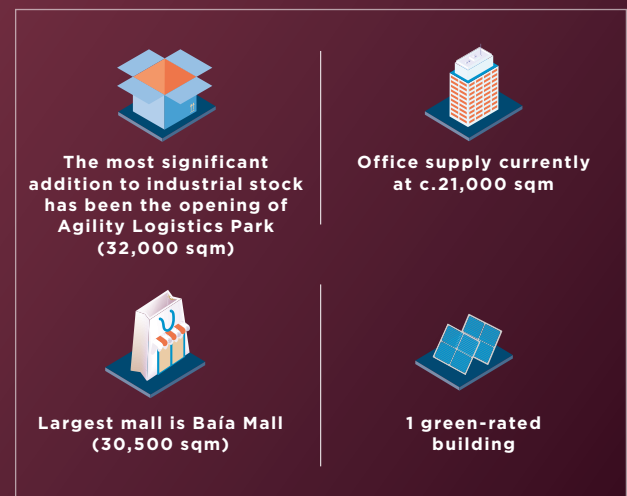 The most significant
addition to industrial stock
has been the opening of
Agility Logistics Park
(32,000 sqm)
Office supply currently
at c.21,000 sqm
Largest mall is Baía Mall
(30,500 sqm)
1 green-rated
building